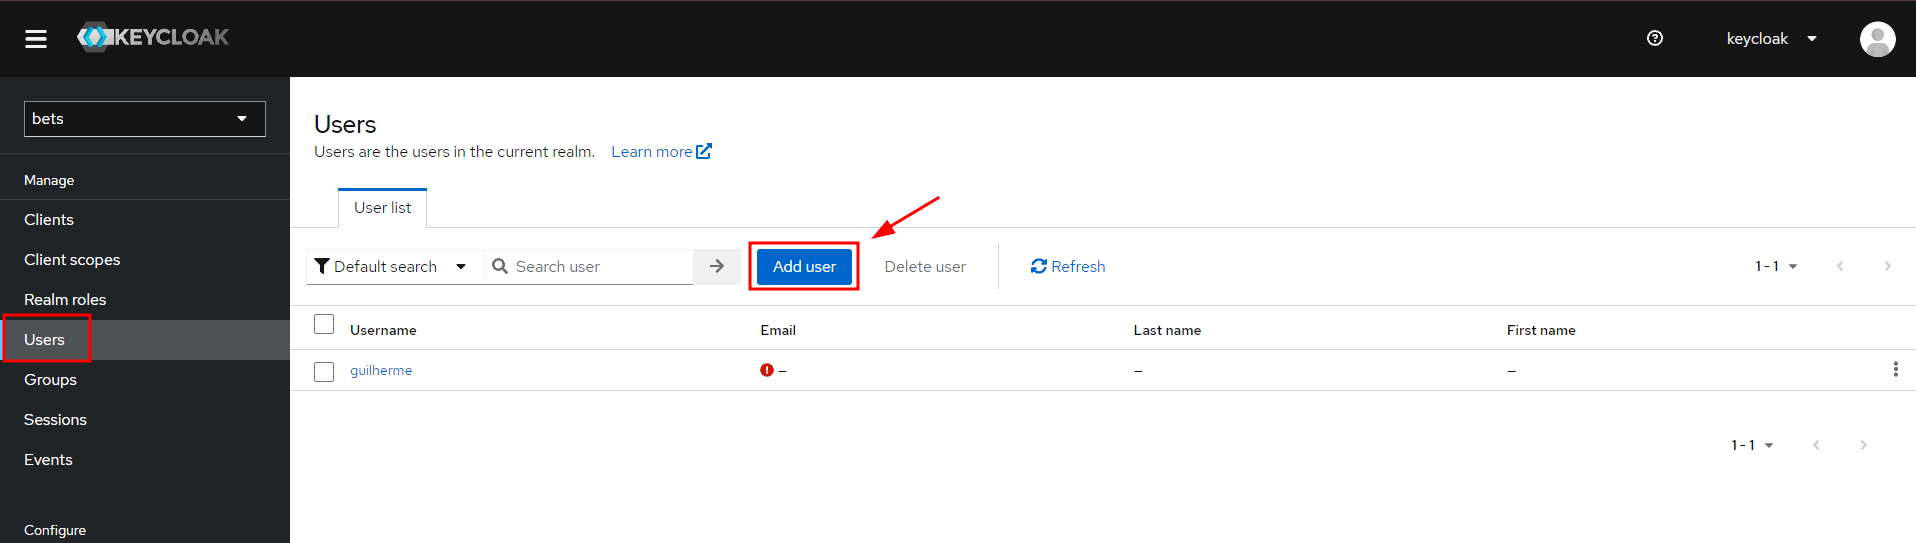 KEYCLOAK
keycloak
bets
Manage
Clients
Client scopes
Realm roles
Users
Groups
Sessions
Events
Configure
Users
Users are the users in the current realm. Learn more
User list
Default search Search user Add user Delete user Refresh 1 - 1
Username Email Last name First name
guilherme – – –
1 - 1